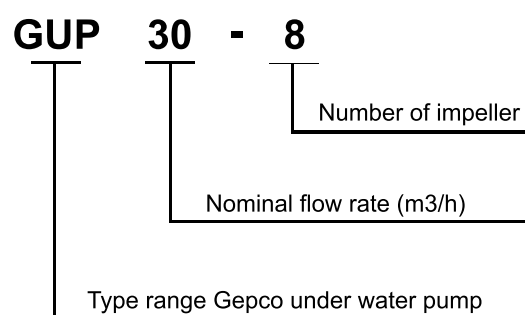 GUP 30 - 8
Number of impeller
Nominal flow rate (m3/h)
Type range Gepco under water pump